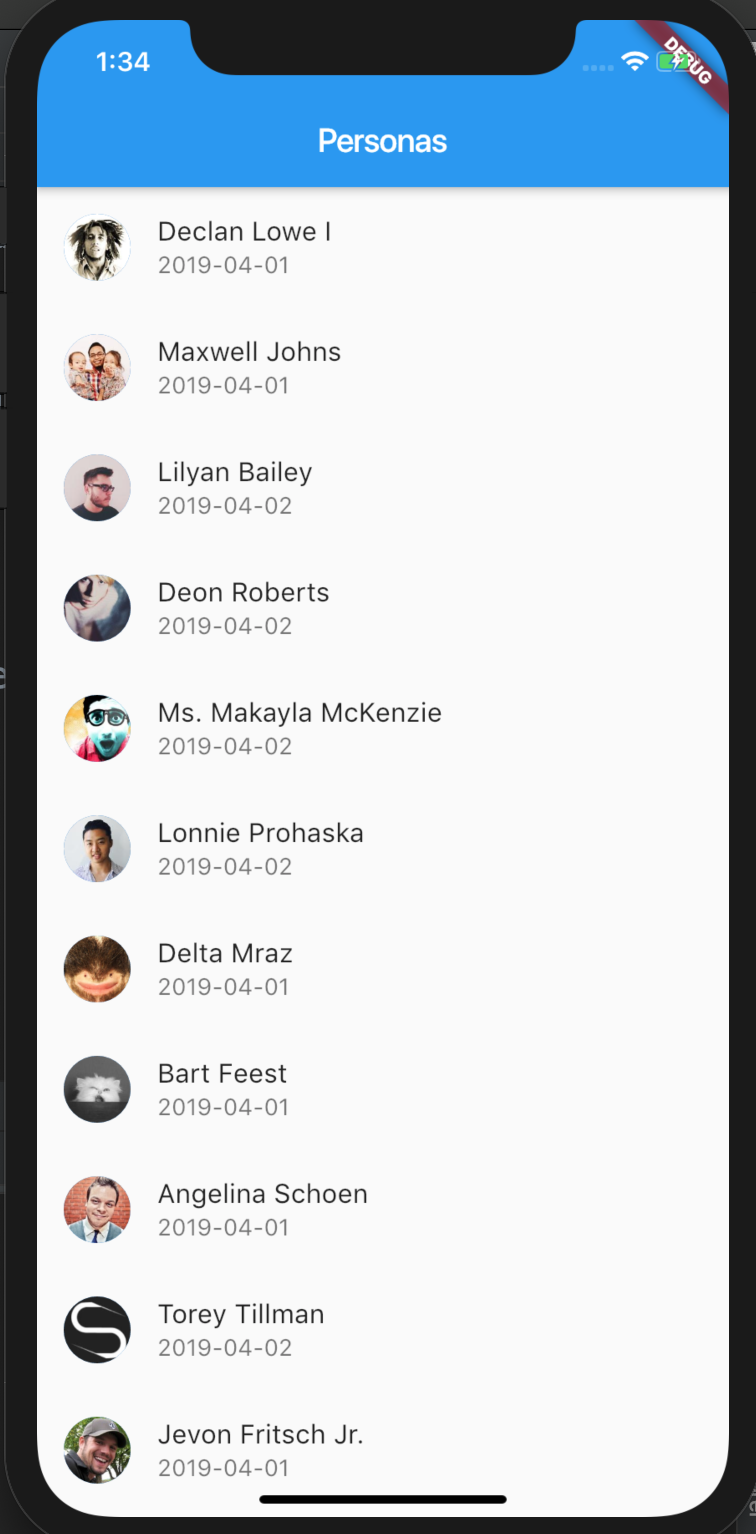 1:34
DEBUG
Personas
Declan Lowe I
2019-04-01
Maxwell Johns
2019-04-01
Lilyan Bailey
2019-04-02
Deon Roberts
2019-04-02
Ms. Makayla McKenzie
2019-04-02
Lonnie Prohaska
2019-04-02
Delta Mraz
2019-04-01
Bart Feest
2019-04-01
Angelina Schoen
2019-04-01
Torey Tillman
2019-04-02
Jevon Fritsch Jr.
2019-04-01